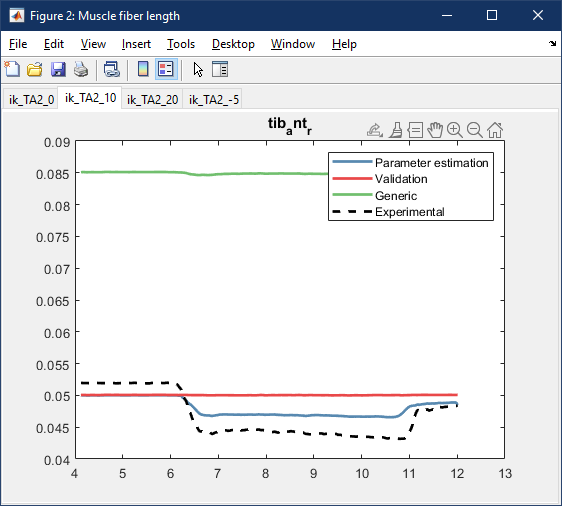 Figure 2: Muscle fiber length
File Edit View Insert Tools Desktop Window Help
ik_TA2_0 ik_TA2_10 ik_TA2_20 ik_TA2_-5
tib_ant_r
0.09
0.085
0.08
0.075
0.07
0.065
0.06
0.055
0.05
0.045
0.04
Parameter estimation
Validation
Generic
Experimental
4 5 6 7 8 9 10 11 12 13